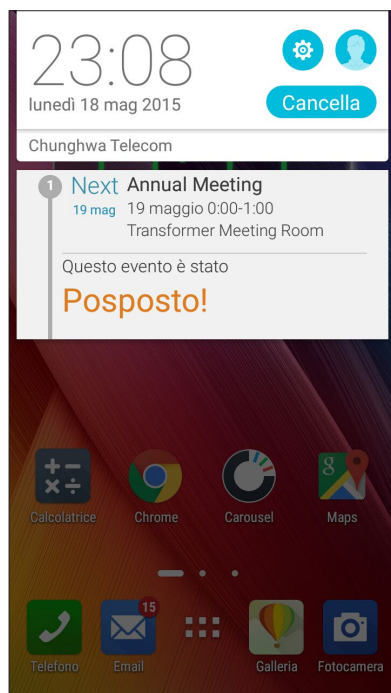 23:08
lunedì 18 mag 2015
Cancella
Chunghwa Telecom
1 Next Annual Meeting
19 mag 19 maggio 0:00-1:00
Transformer Meeting Room
Questo evento è stato
Posposto!
8
Calcolatrice Chrome Carousel Maps
15
Telefono Email Galleria Fotocamera